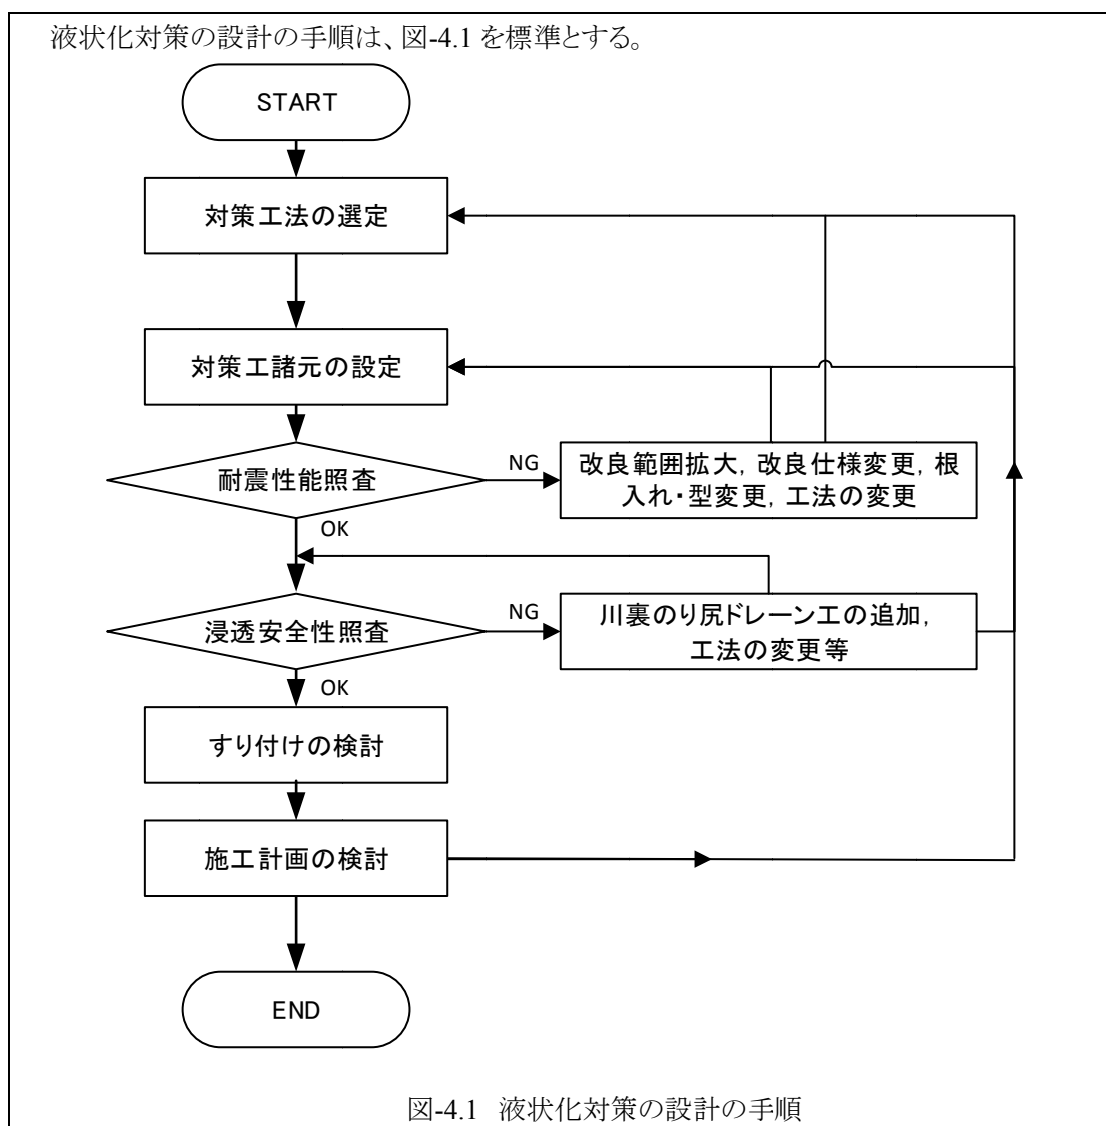 液状化対策の設計の手順は、図-4.1を標準とする。
START
対策工法の選定
対策工諸元の設定
耐震性能照査
NG
改良範囲拡大，改良仕様変更，根
入れ・型変更，工法の変更
OK
浸透安全性照査
NG
川裏のり尻ドレーン工の追加，
工法の変更等
OK
すり付けの検討
施工計画の検討
END
図-4.1 液状化対策の設計の手順